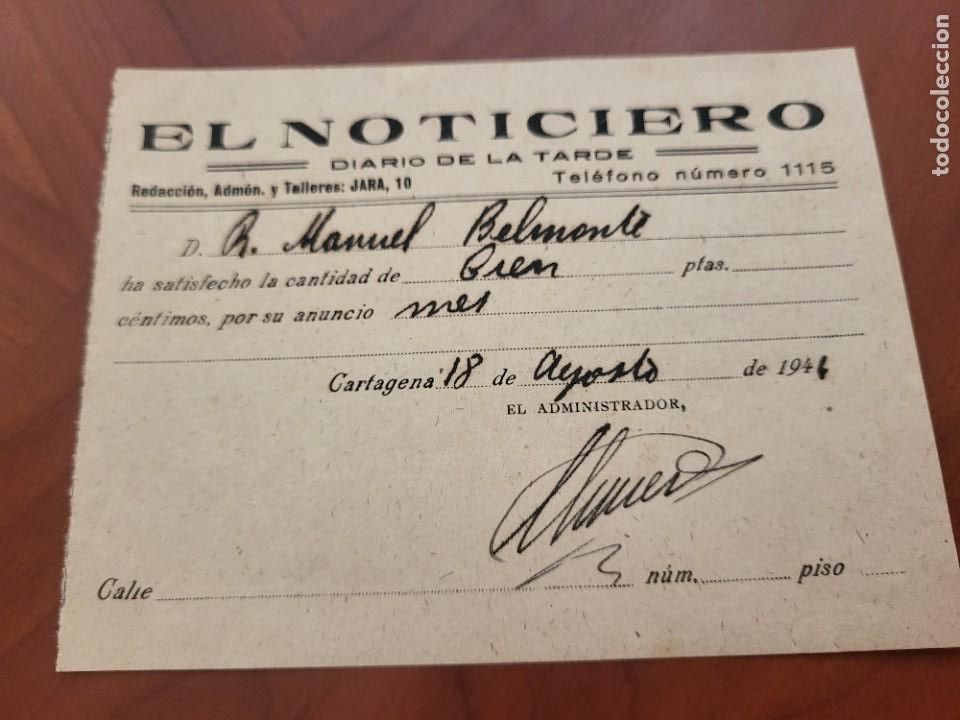 EL NOTICIERO
DIARIO DE LA TARDE
Redacción, Admón. y Talleres: JARA, 10 Teléfono número 1115
D. R. Manuel Belmonte
ha satisfecho la cantidad de Cien ptas.
céntimos, por su anuncio mes
Cartagena 18 de Agosto de 1946
EL ADMINISTRADOR,
Calle núm. piso
todocoleccion